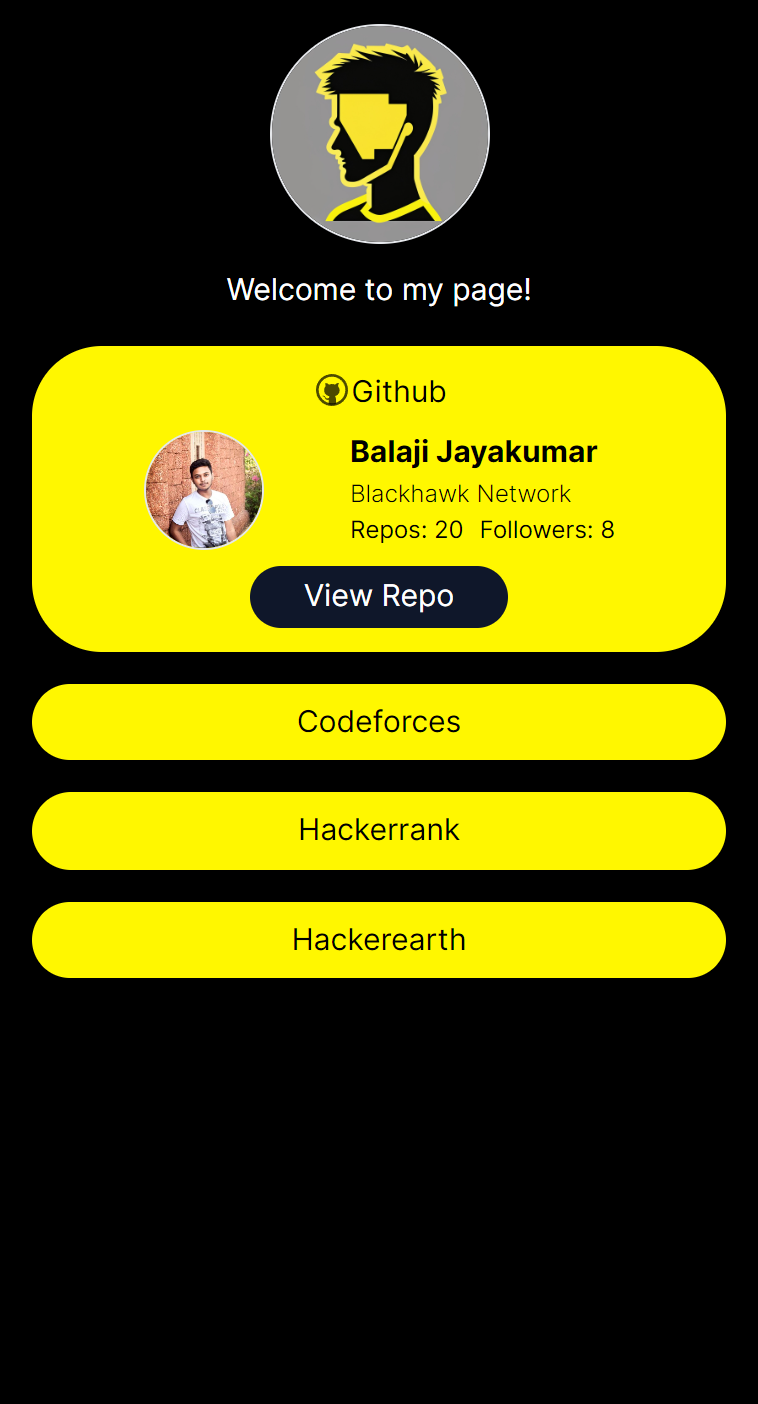 Welcome to my page!
Github
Balaji Jayakumar
Blackhawk Network
Repos: 20 Followers: 8
View Repo
Codeforces
Hackerrank
Hackerearth